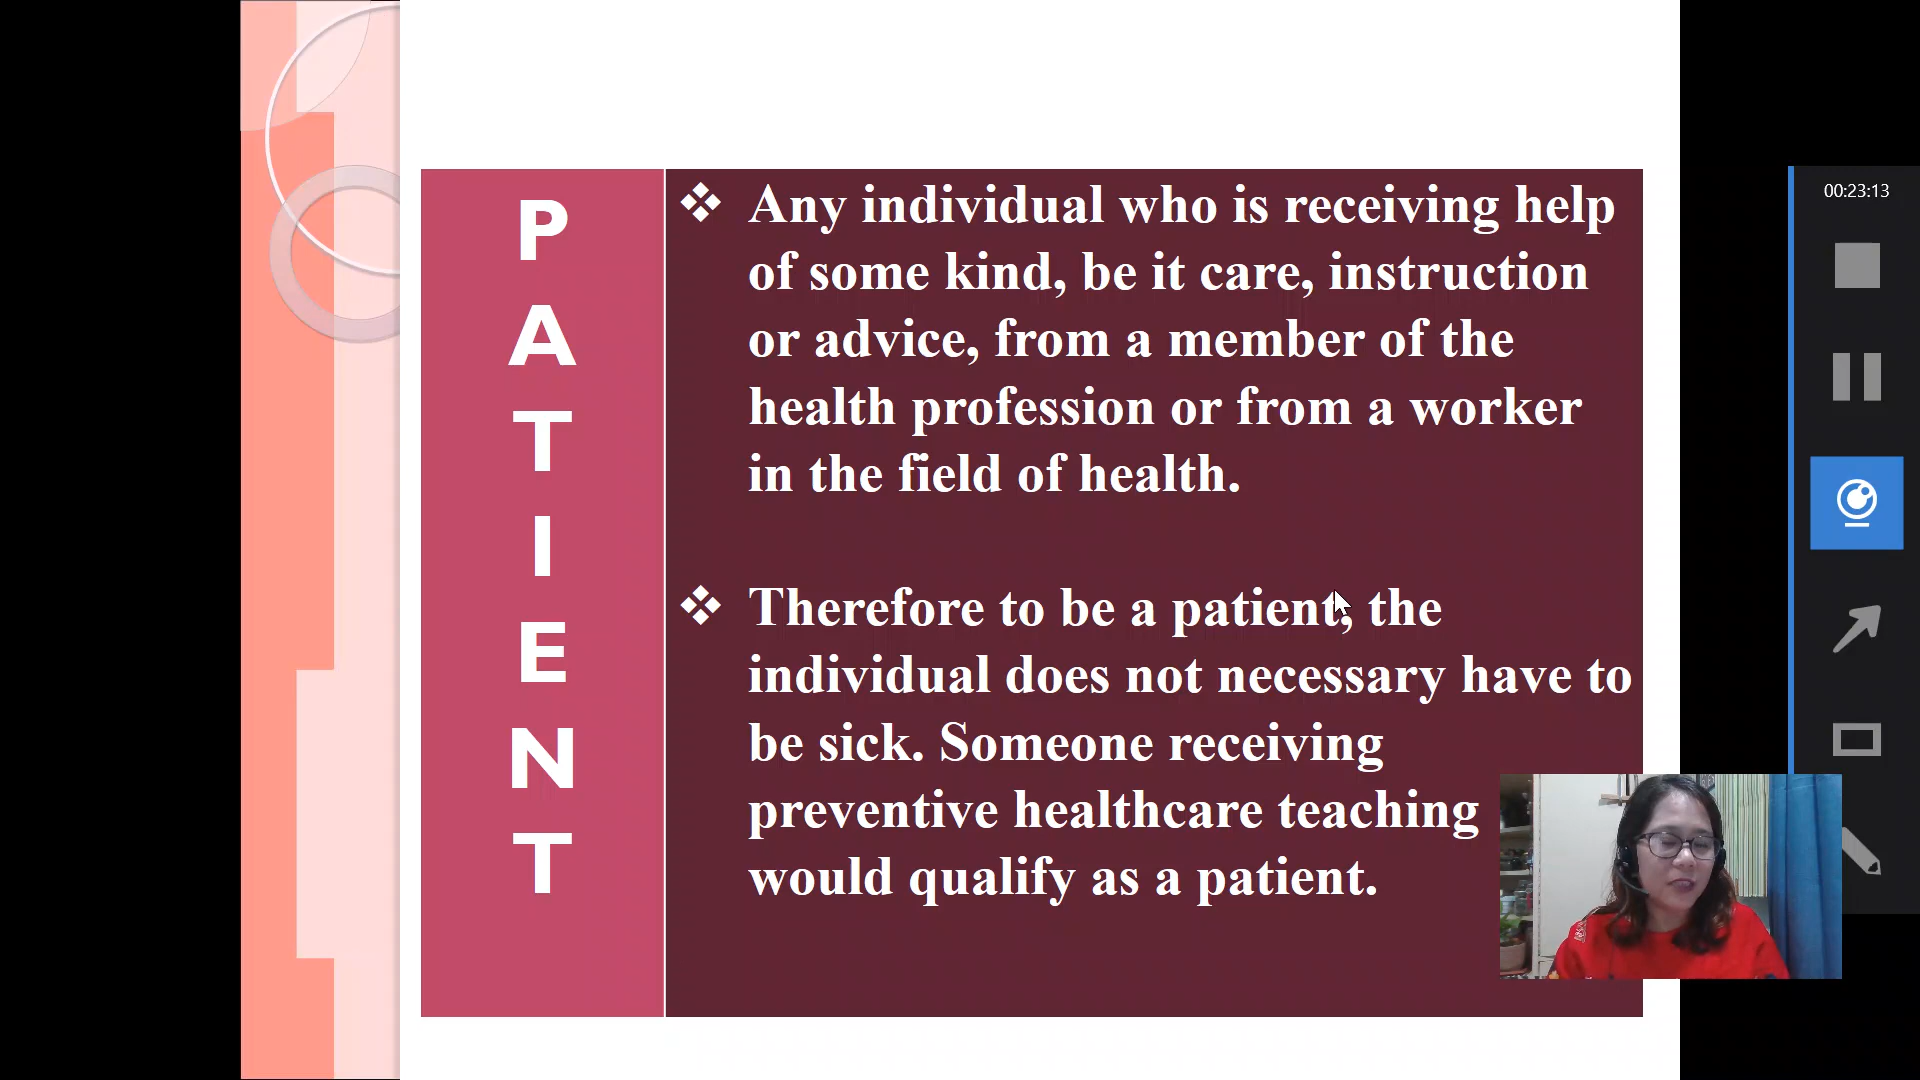 PATIENT
Any individual who is receiving help
of some kind, be it care, instruction
or advice, from a member of the
health profession or from a worker
in the field of health.
Therefore to be a patient, the
individual does not necessary have to
be sick. Someone receiving
preventive healthcare teaching
would qualify as a patient.
00:23:13